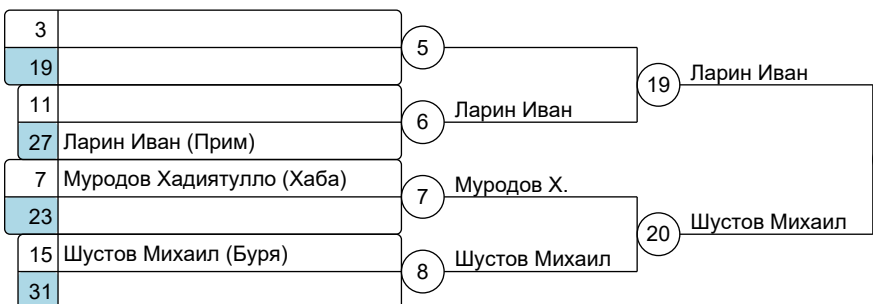 3
19
5
11
27 Ларин Иван (Прим)
6 Ларин Иван
19 Ларин Иван
7 Муродов Хадиятулло (Хаба)
23
7 Муродов Х.
15 Шустов Михаил (Буря)
31
8 Шустов Михаил
20 Шустов Михаил